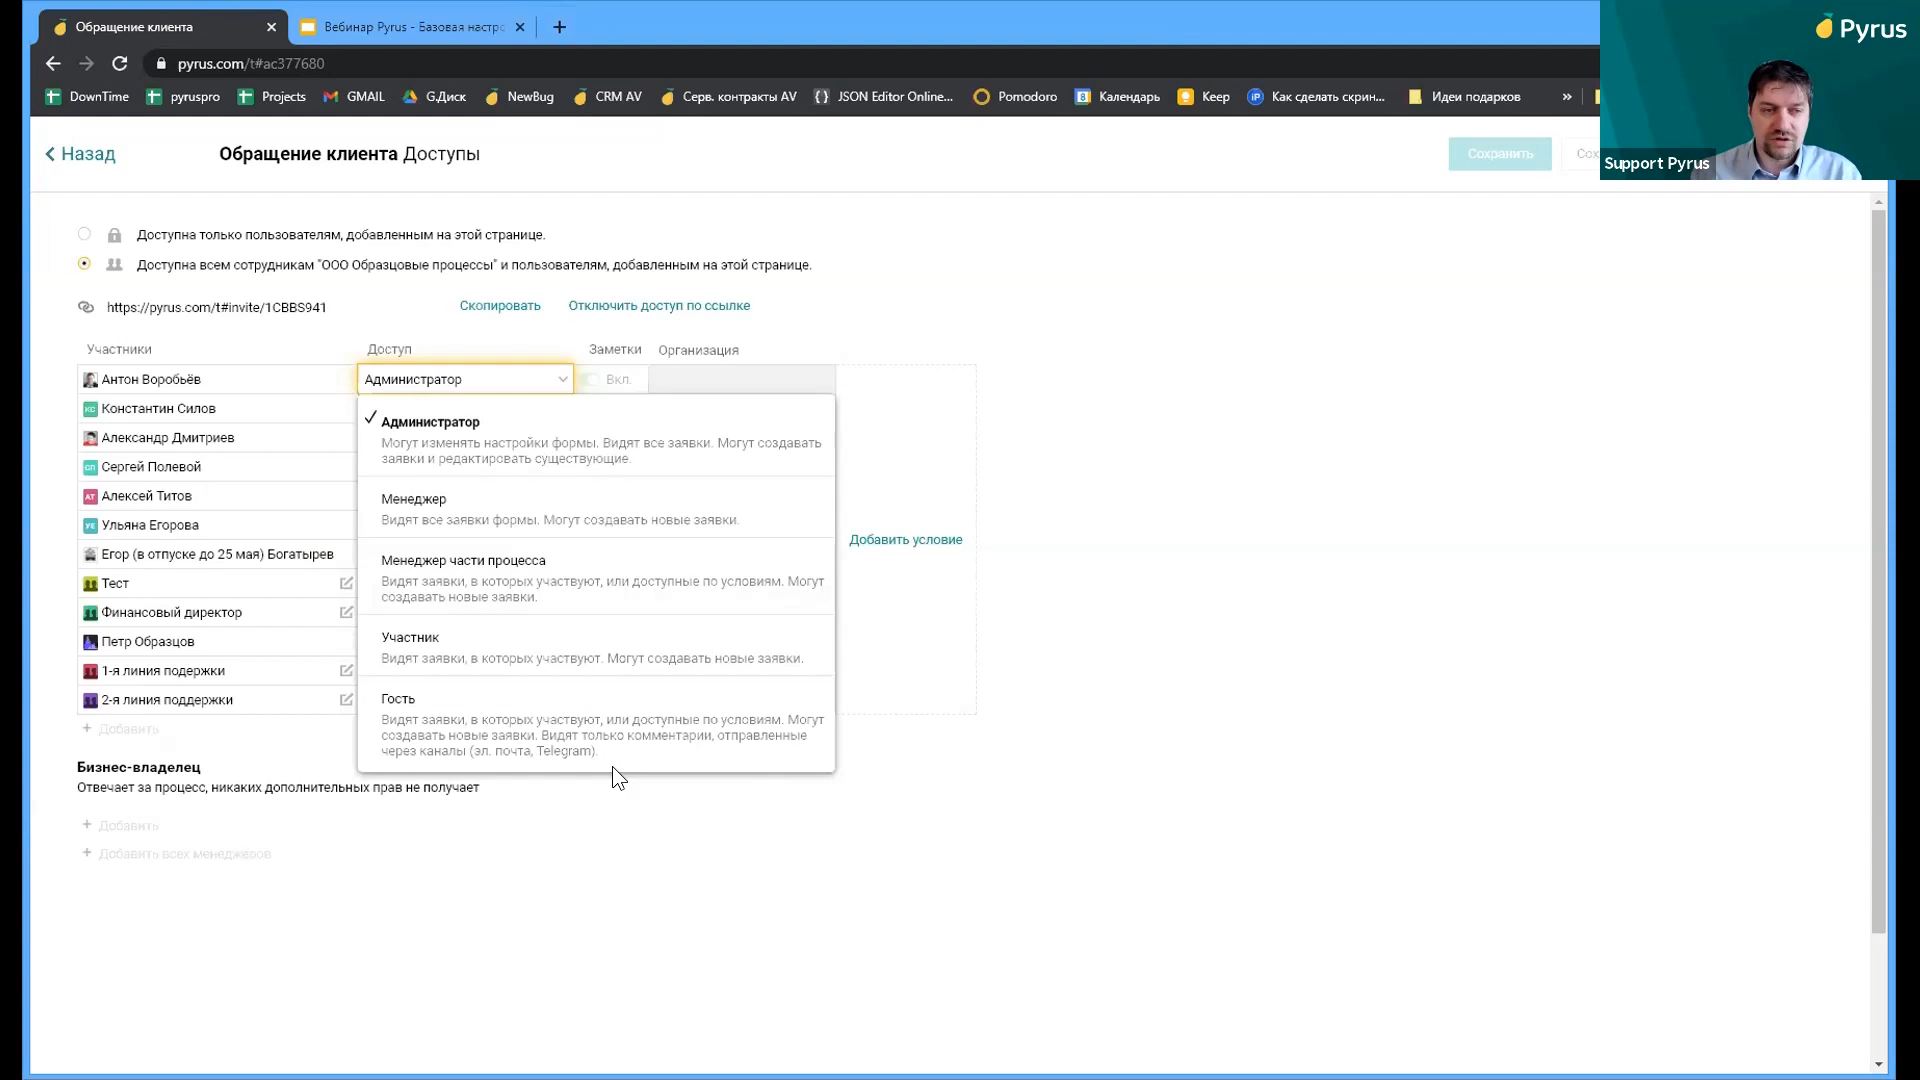 Обращение клиента
Вебинар Pyrus - Базовая настро
Pyrus
pyrus.com/t#ac377680
DownTime
pyruspro
Projects
GMAIL
G.Диск
NewBug
CRM AV
Серв. контракты AV
JSON Editor Online...
Pomodoro
Календарь
Keep
Как сделать скрин...
Идеи подарков
»
Назад
Обращение клиента Доступы
Сохранить
Сох
Support Pyrus
Доступна только пользователям, добавленным на этой странице.
Доступна всем сотрудникам "ООО Образцовые процессы" и пользователям, добавленным на этой странице.
https://pyrus.com/t#invite/1CBBS941
Скопировать
Отключить доступ по ссылке
Участники
Доступ
Заметки
Организация
Антон Воробьёв
Администратор
Вкл.
КС Константин Силов
Александр Дмитриев
СП Сергей Полевой
АТ Алексей Титов
УЕ Ульяна Егорова
Егор (в отпуске до 25 мая) Богатырев
Тест
Финансовый директор
Петр Образцов
1-я линия подержки
2-я линия поддержки
+ Добавить
Администратор
Могут изменять настройки формы. Видят все заявки. Могут создавать
заявки и редактировать существующие.
Менеджер
Видят все заявки формы. Могут создавать новые заявки.
Менеджер части процесса
Видят заявки, в которых участвуют, или доступные по условиям. Могут
создавать новые заявки.
Участник
Видят заявки, в которых участвуют. Могут создавать новые заявки.
Гость
Видят заявки, в которых участвуют, или доступные по условиям. Могут
создавать новые заявки. Видят только комментарии, отправленные
через каналы (эл. почта, Telegram).
Добавить условие
Бизнес-владелец
Отвечает за процесс, никаких дополнительных прав не получает
+ Добавить
+ Добавить всех менеджеров